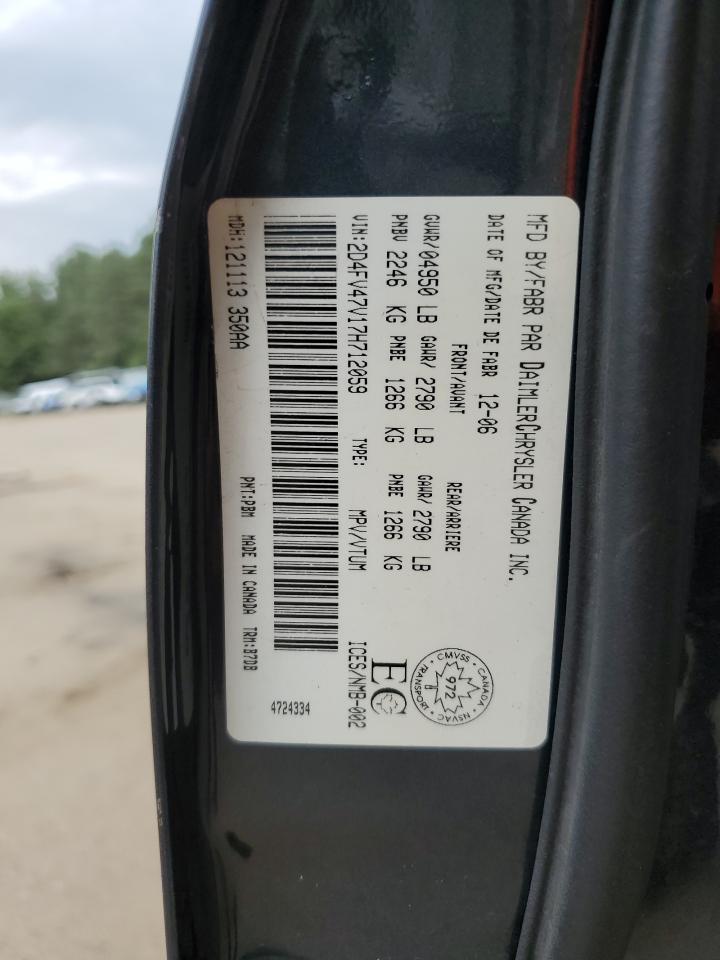 MFD BY/FABR PAR DAIMLERCHRYSLER CANADA INC.
DATE OF MFG/DATE DE FABR 12-06
FRONT/AVANT REAR/ARRIERE
GVWR/04950 LB GAWR/ 2790 LB GAWR/ 2790 LB
PNBV 2246 KG PNBE 1266 KG PNBE 1266 KG
VIN:2D4FV47V17H712059 TYPE: MPV/VTUM ICES/NMB-002
MDH:121113 350AA
PNT:PBM MADE IN CANADA TRM:B7DB
4724334
EC
CMVSS · CANADA · NSVAC · TRANSPORT
972